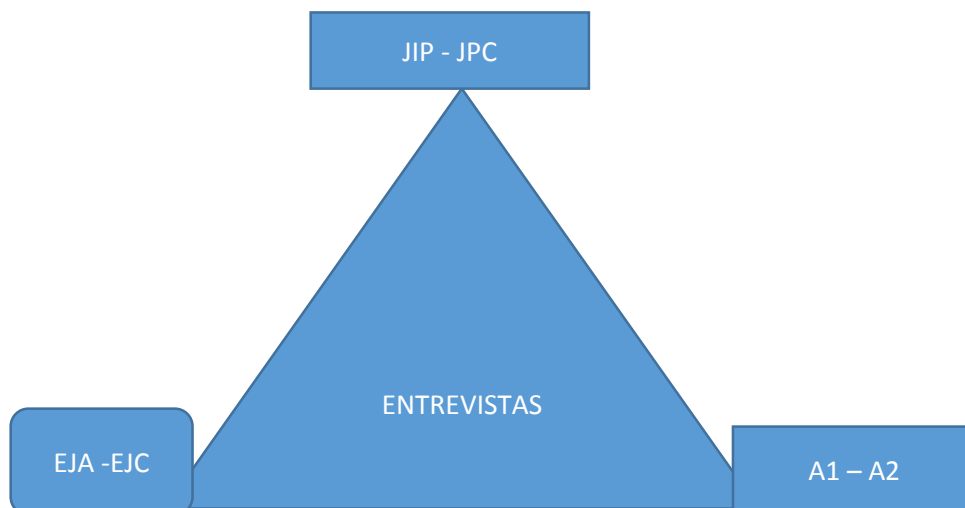 JIP - JPC
ENTREVISTAS
EJA -EJC
A1 – A2